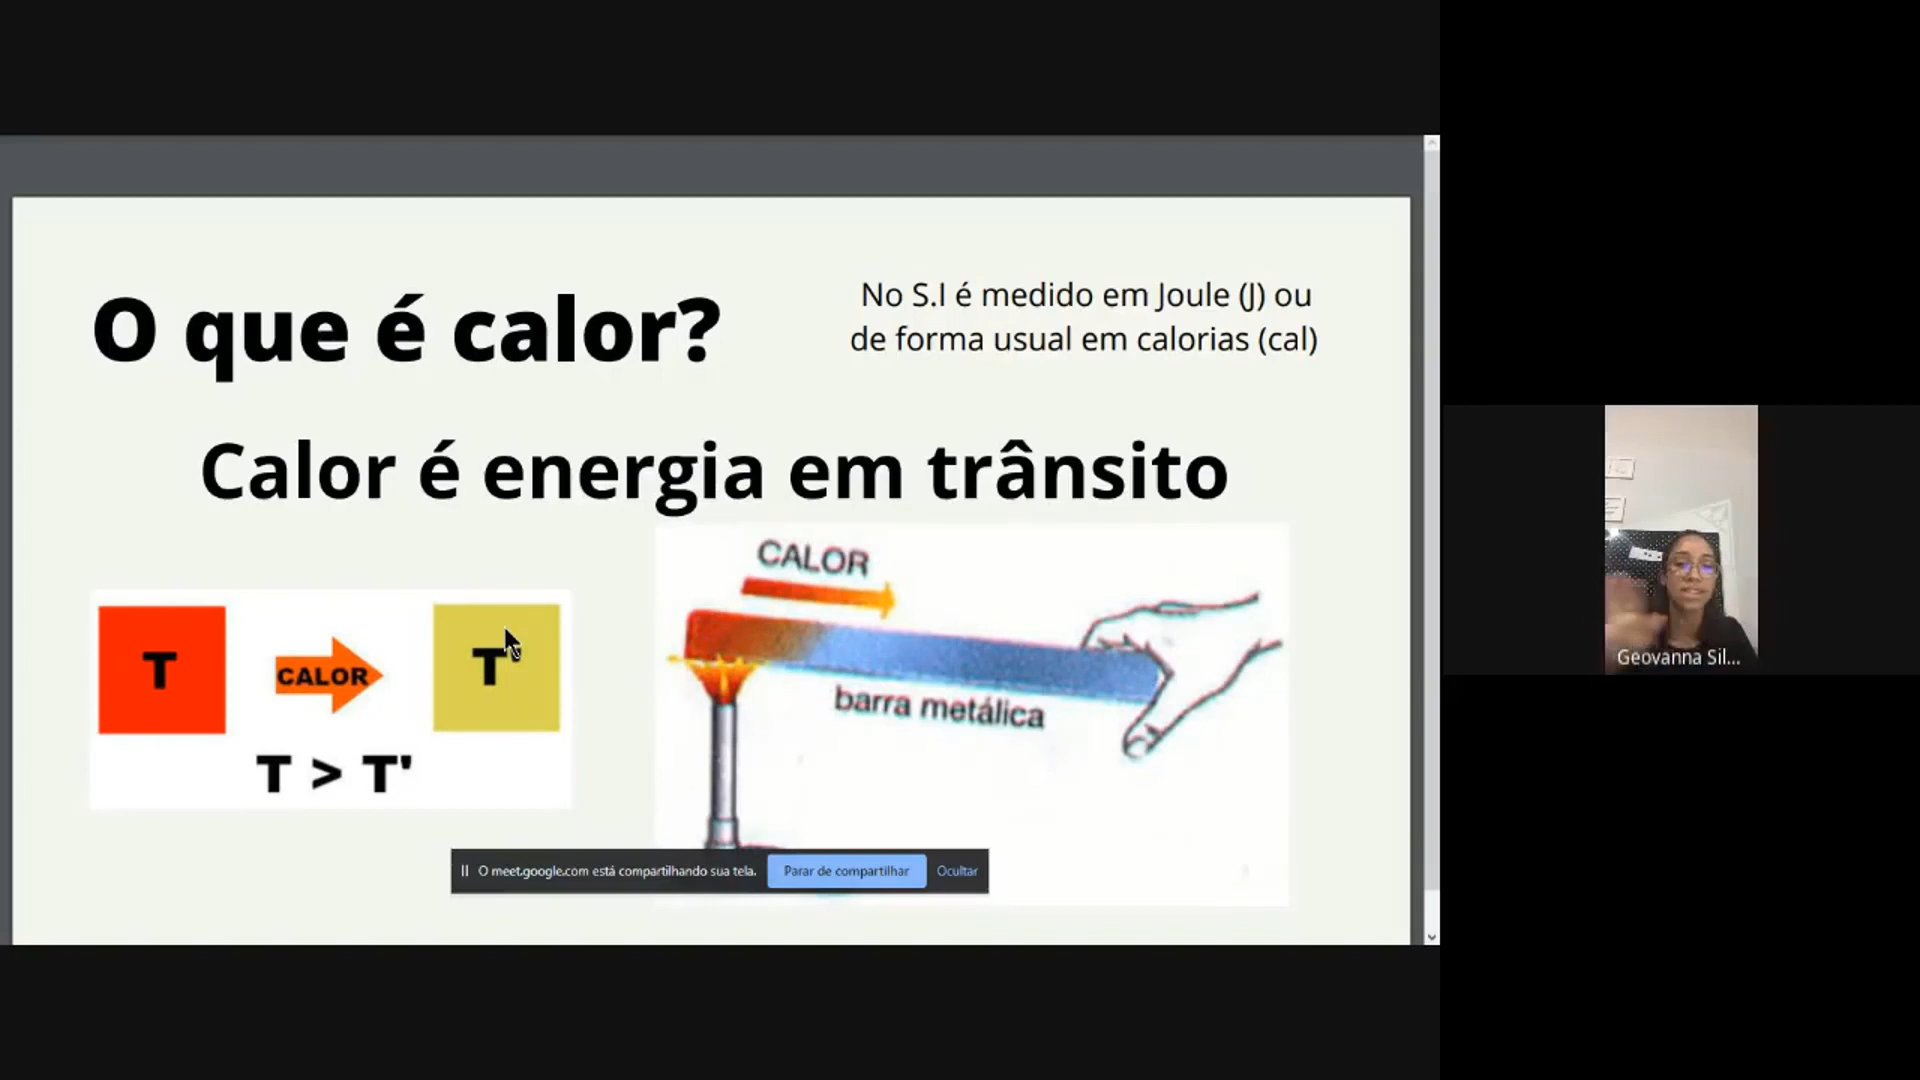 O que é calor?
No S.I é medido em Joule (J) ou
de forma usual em calorias (cal)
Calor é energia em trânsito
T
CALOR
T'
T > T'
CALOR
barra metálica
O meet.google.com está compartilhando sua tela.
Parar de compartilhar
Ocultar
Geovanna Sil...